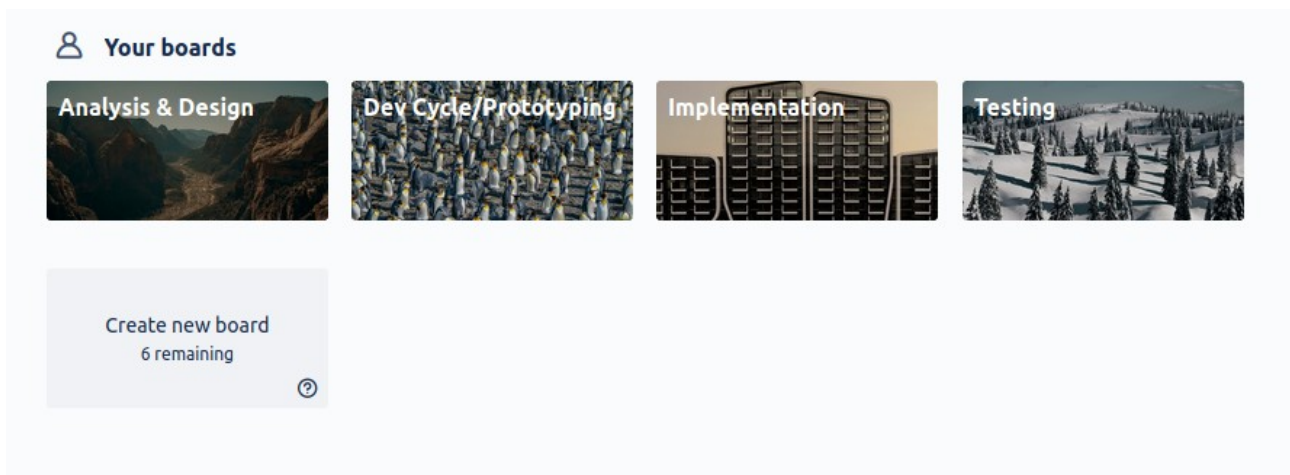 Your boards
Analysis & Design
Dev Cycle/Prototyping
Implementation
Testing
Create new board
6 remaining
?